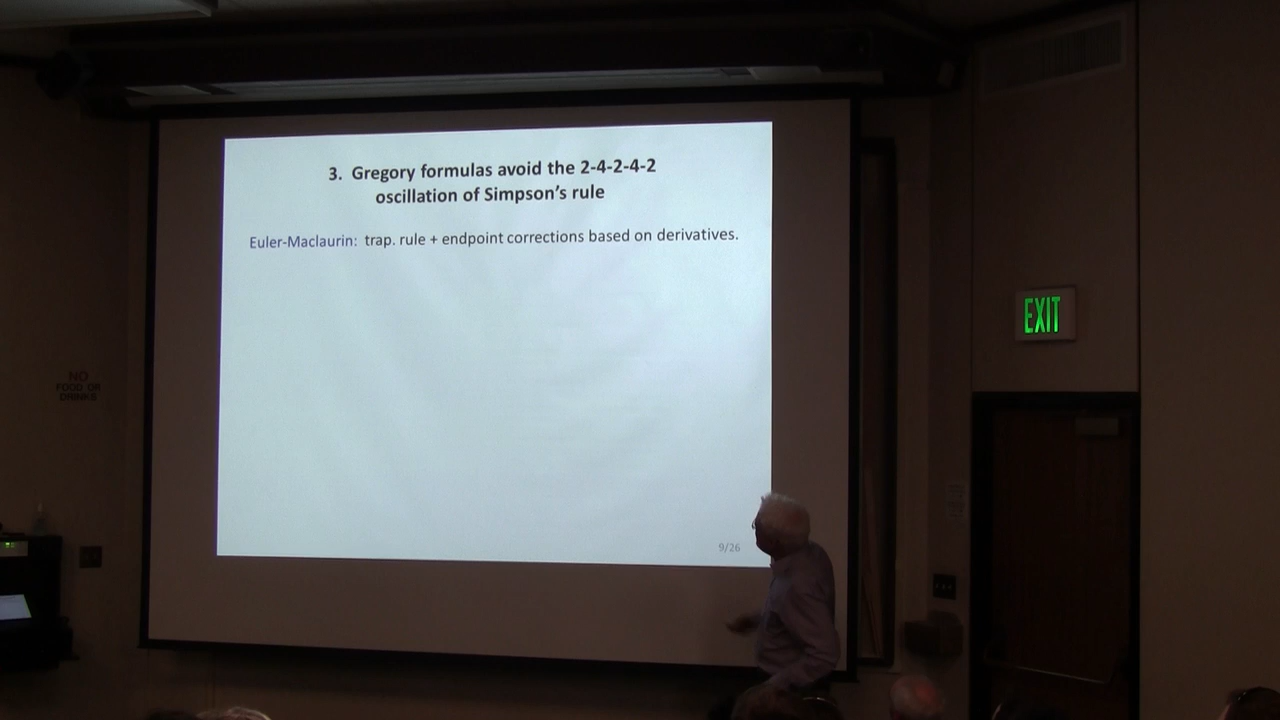 3. Gregory formulas avoid the 2-4-2-4-2
oscillation of Simpson's rule
Euler-Maclaurin: trap. rule + endpoint corrections based on derivatives.
9/26
EXIT
NO
FOOD OR
DRINKS